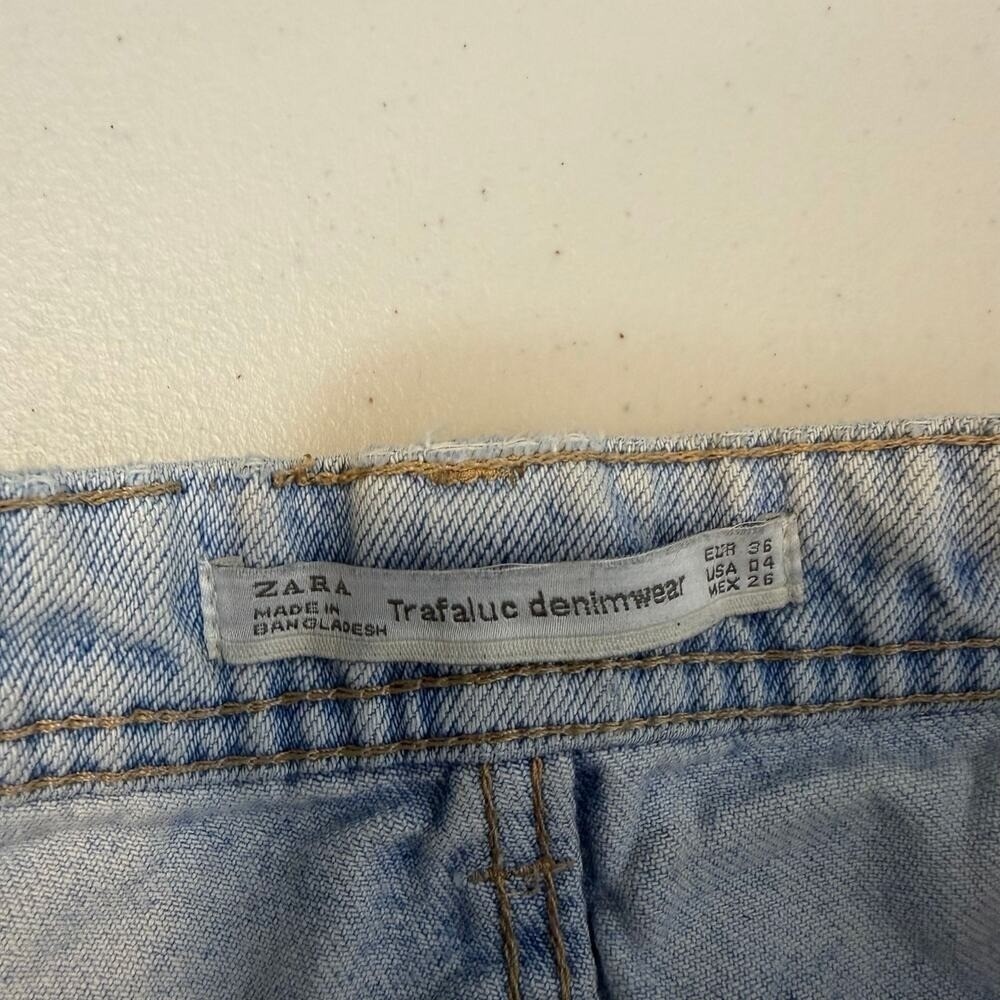 ZARA
MADE IN
BANGLADESH
Trafaluc denimwear
EUR 36
USA 04
MEX 26